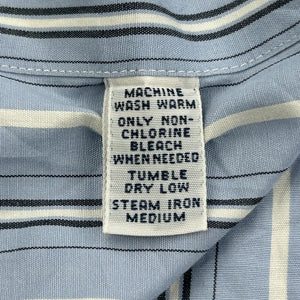 MACHINE
WASH WARM
ONLY NON-
CHLORINE
BLEACH
WHEN NEEDED
TUMBLE
DRY LOW
STEAM IRON
MEDIUM